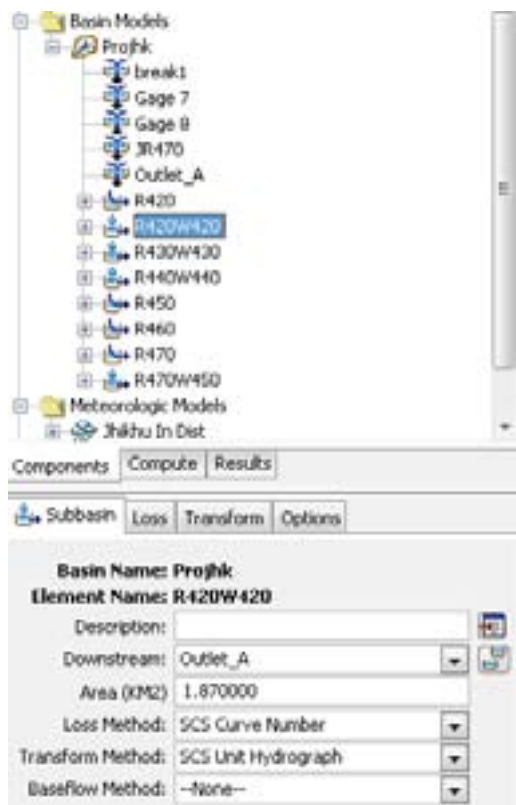 Basin Models
Projhk
break1
Gage 7
Gage 8
JR470
Outlet_A
R420
R420W420
R430W430
R440W440
R450
R460
R470
R470W450
Meteorologic Models
Jhikhu In Dist
Components Compute Results
Subbasin Loss Transform Options
Basin Name: Projhk
Element Name: R420W420
Description:
Downstream: Outlet_A
Area (KM2) 1.870000
Loss Method: SCS Curve Number
Transform Method: SCS Unit Hydrograph
Baseflow Method: --None--